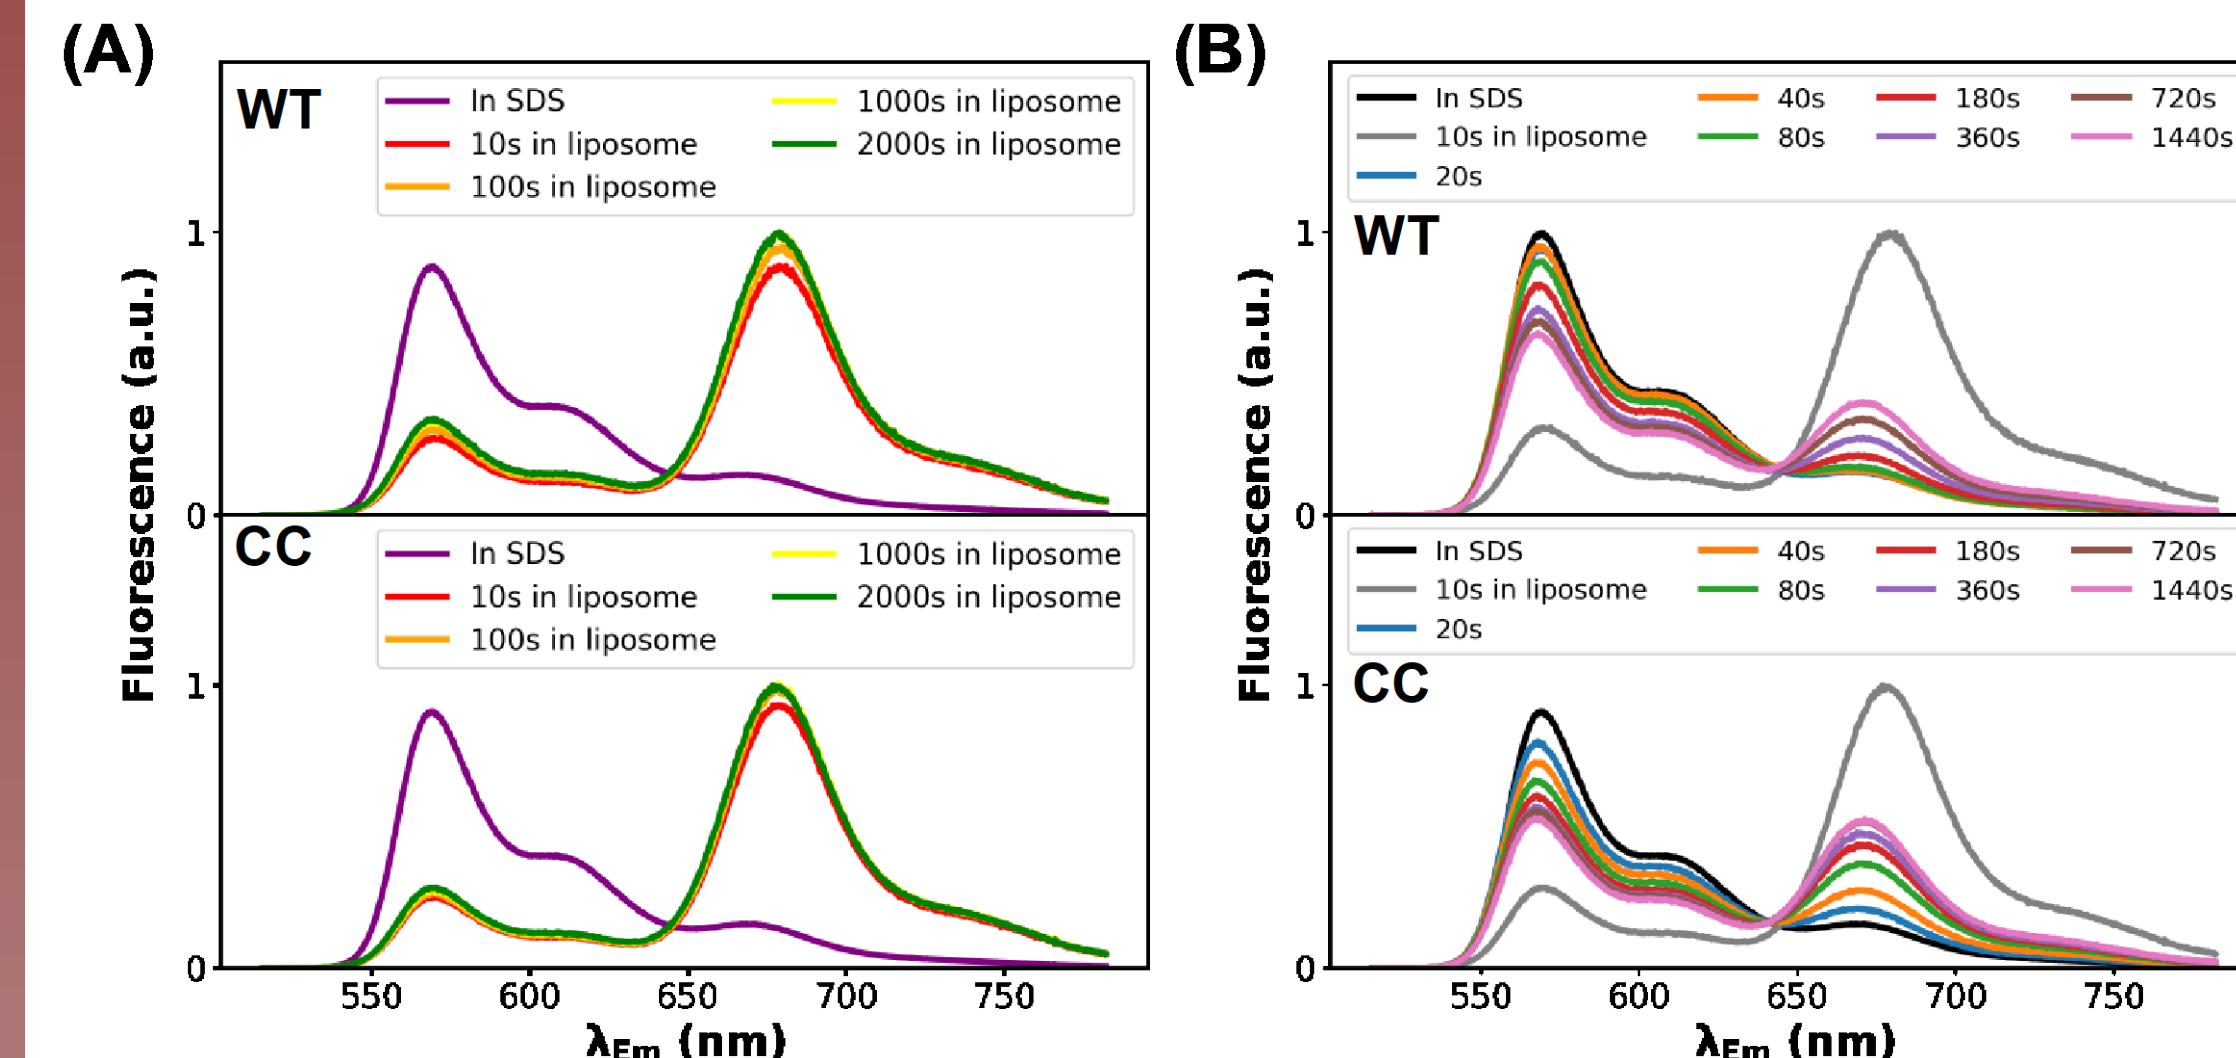 (A)
WT
In SDS
10s in liposome
100s in liposome
1000s in liposome
2000s in liposome
1
0
CC
In SDS
10s in liposome
100s in liposome
1000s in liposome
2000s in liposome
1
0
Fluorescence (a.u.)
550 600 650 700 750
λEm (nm)
(B)
In SDS
10s in liposome
20s
40s
80s
180s
360s
720s
1440s
WT
1
0
In SDS
10s in liposome
20s
40s
80s
180s
360s
720s
1440s
CC
1
0
Fluorescence (a.u.)
550 600 650 700 750
λEm (nm)